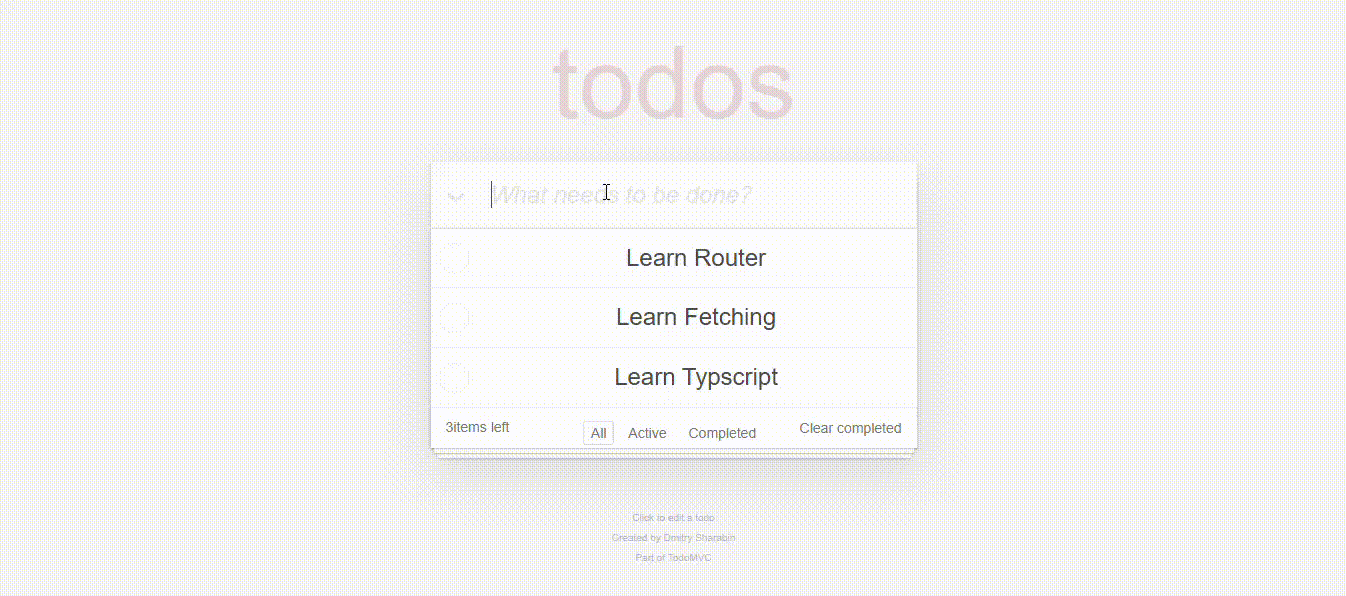 todos
What needs to be done?
Learn Router
Learn Fetching
Learn Typscript
3items left All Active Completed Clear completed
Click to edit a todo
Created by Dmitry Sharabin
Part of TodoMVC